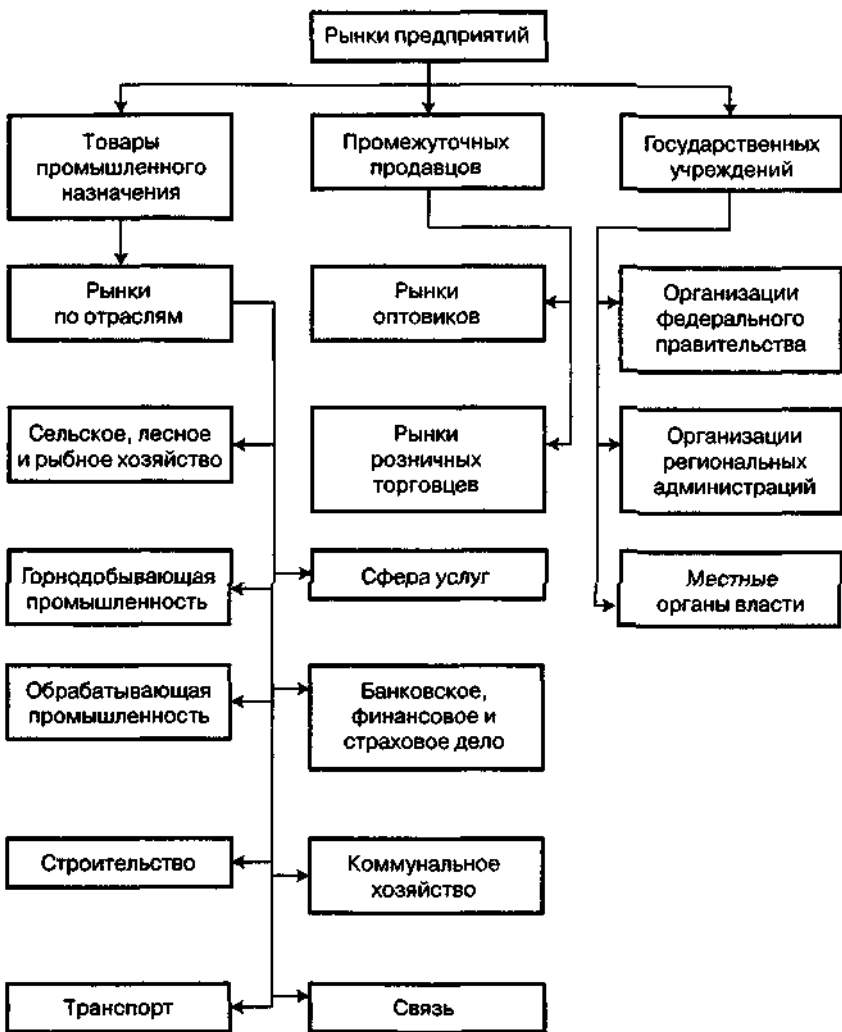 Рынки предприятий
Товары
промышленного
назначения
Промежуточных
продавцов
Государственных
учреждений
Рынки
по отраслям
Рынки
оптовиков
Организации
федерального
правительства
Сельское, лесное
и рыбное хозяйство
Рынки
розничных
торговцев
Организации
региональных
администраций
Горнодобывающая
промышленность
Сфера услуг
Местные
органы власти
Обрабатывающая
промышленность
Банковское,
финансовое и
страховое дело
Строительство
Коммунальное
хозяйство
Транспорт
Связь